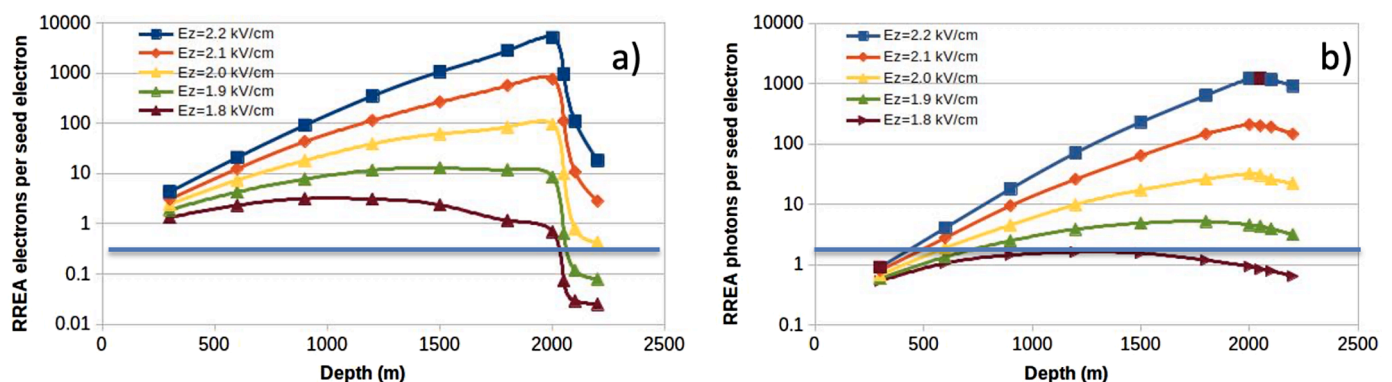 10000
1000
100
10
1
0.1
0.01
RREA electrons per seed electron
Ez=2.2 kV/cm
Ez=2.1 kV/cm
Ez=2.0 kV/cm
Ez=1.9 kV/cm
Ez=1.8 kV/cm
a)
0
500
1000
1500
2000
2500
Depth (m)
10000
1000
100
10
1
0.1
RREA photons per seed electron
Ez=2.2 kV/cm
Ez=2.1 kV/cm
Ez=2.0 kV/cm
Ez=1.9 kV/cm
Ez=1.8 kV/cm
b)
0
500
1000
1500
2000
2500
Depth (m)